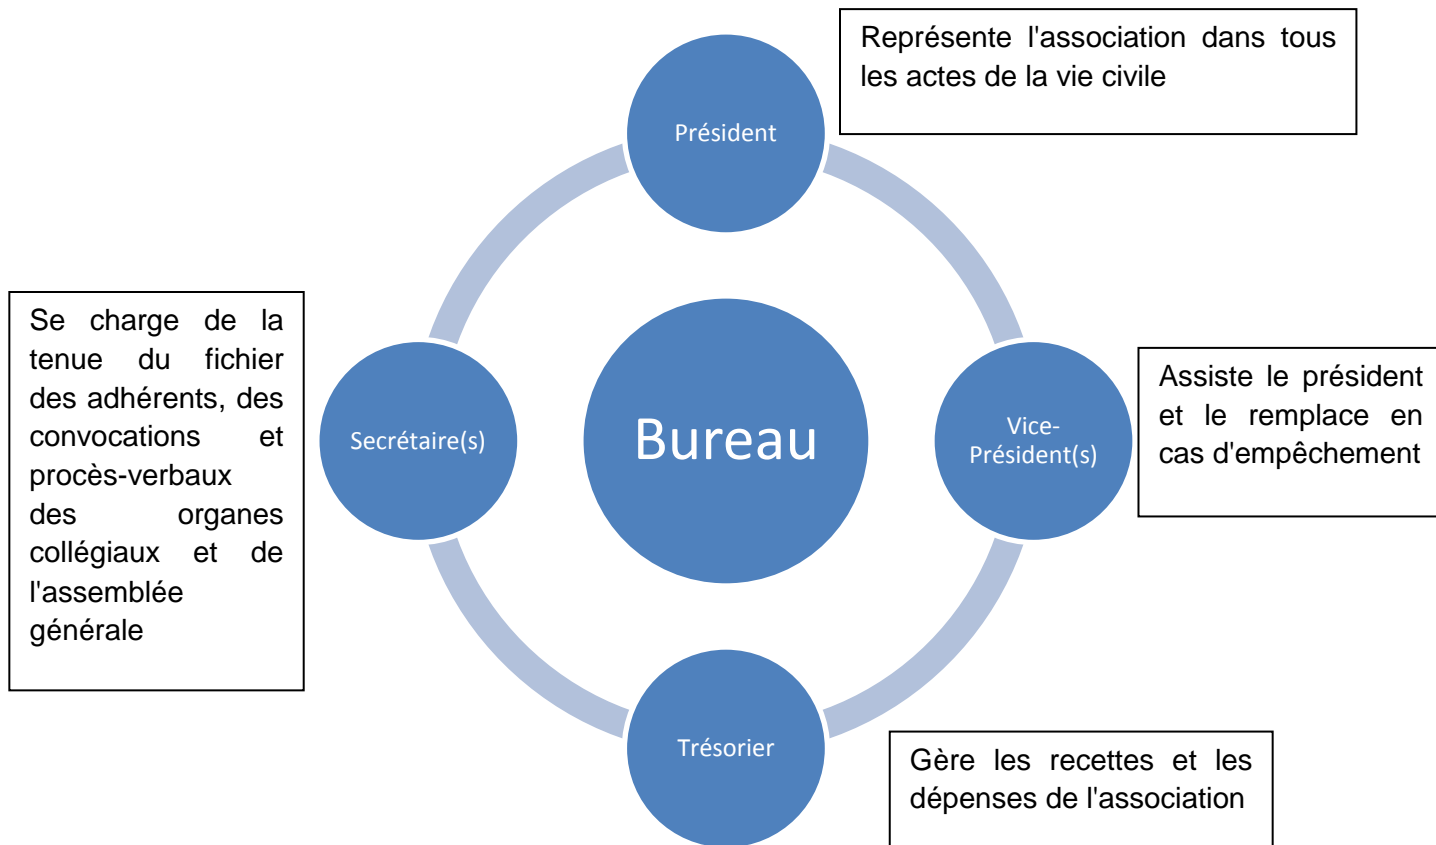 Représente l'association dans tous
les actes de la vie civile
Président
Se charge de la
tenue du fichier
des adhérents, des
convocations et
procès-verbaux
des organes
collégiaux et de
l'assemblée
générale
Secrétaire(s)
Bureau
Vice-
Président(s)
Assiste le président
et le remplace en
cas d'empêchement
Trésorier
Gère les recettes et les
dépenses de l'association